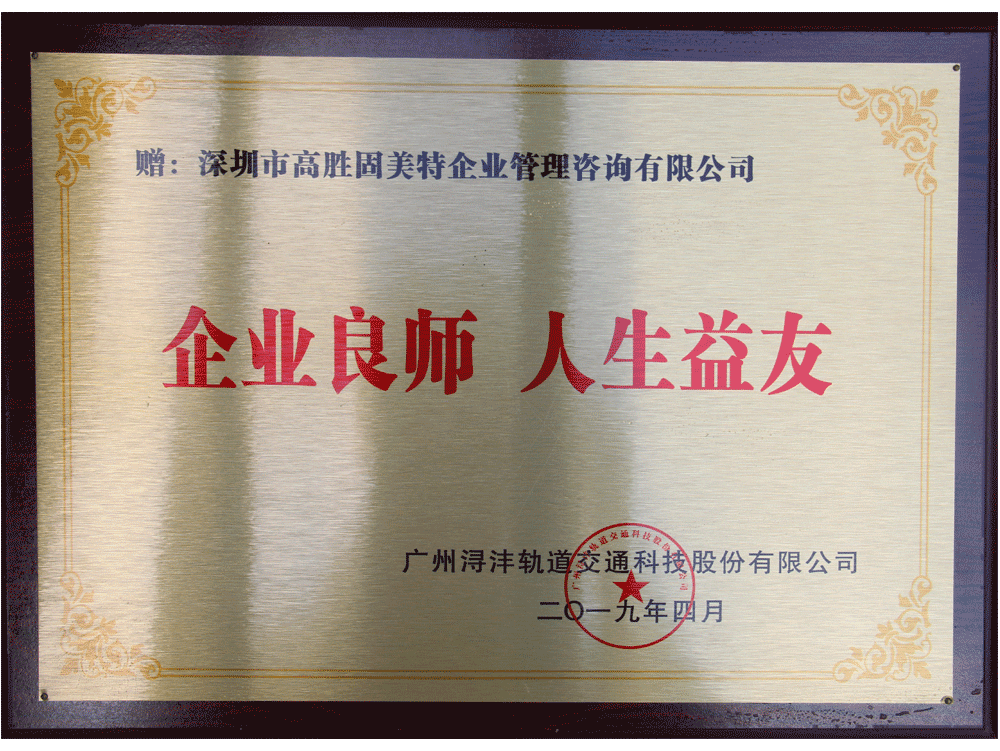 赠：深圳市高胜固美特企业管理咨询有限公司
企业良师 人生益友
广州浔沣轨道交通科技股份有限公司
二〇一九年四月